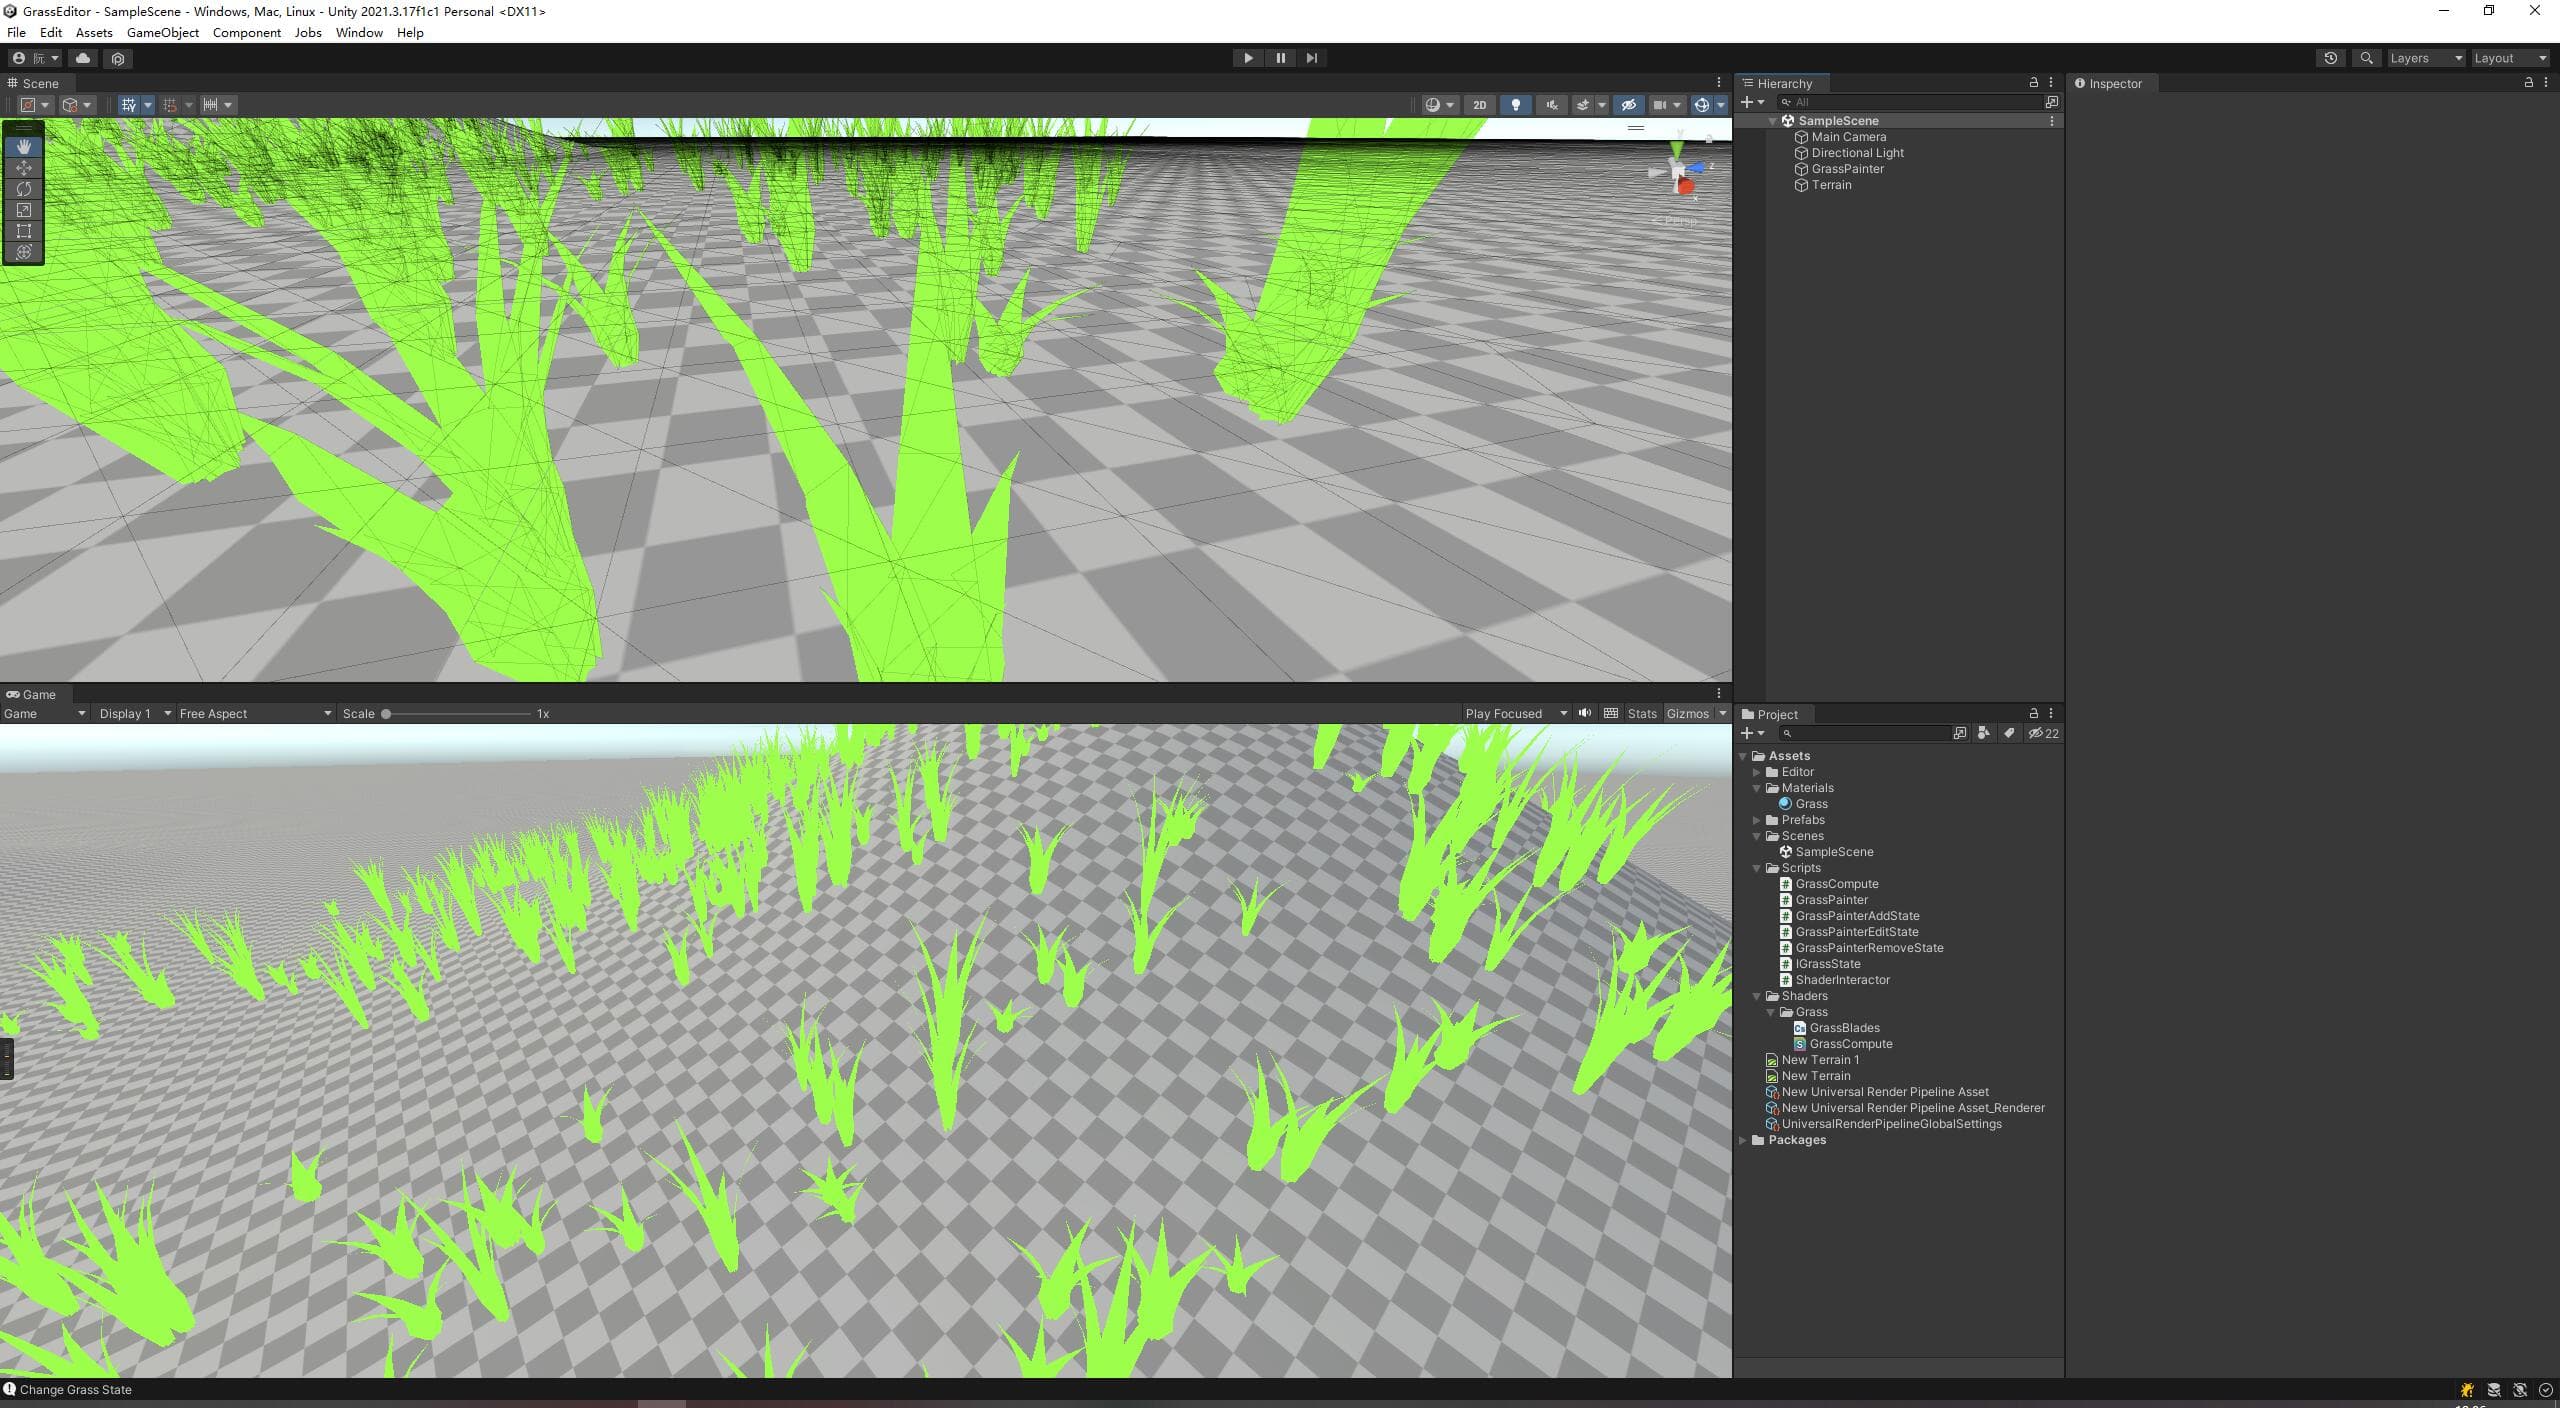 GrassEditor - SampleScene - Windows, Mac, Linux - Unity 2021.3.17f1c1 Personal <DX11>
File Edit Assets GameObject Component Jobs Window Help
阮 Layers Layout
Scene
2D
Persp
y
z
x
Hierarchy
All
SampleScene
Main Camera
Directional Light
GrassPainter
Terrain
Inspector
Game
Game Display 1 Free Aspect Scale 1x Play Focused Stats Gizmos
Project
22
Assets
Editor
Materials
Grass
Prefabs
Scenes
SampleScene
Scripts
GrassCompute
GrassPainter
GrassPainterAddState
GrassPainterEditState
GrassPainterRemoveState
IGrassState
ShaderInteractor
Shaders
Grass
GrassBlades
GrassCompute
New Terrain 1
New Terrain
New Universal Render Pipeline Asset
New Universal Render Pipeline Asset_Renderer
UniversalRenderPipelineGlobalSettings
Packages
Change Grass State